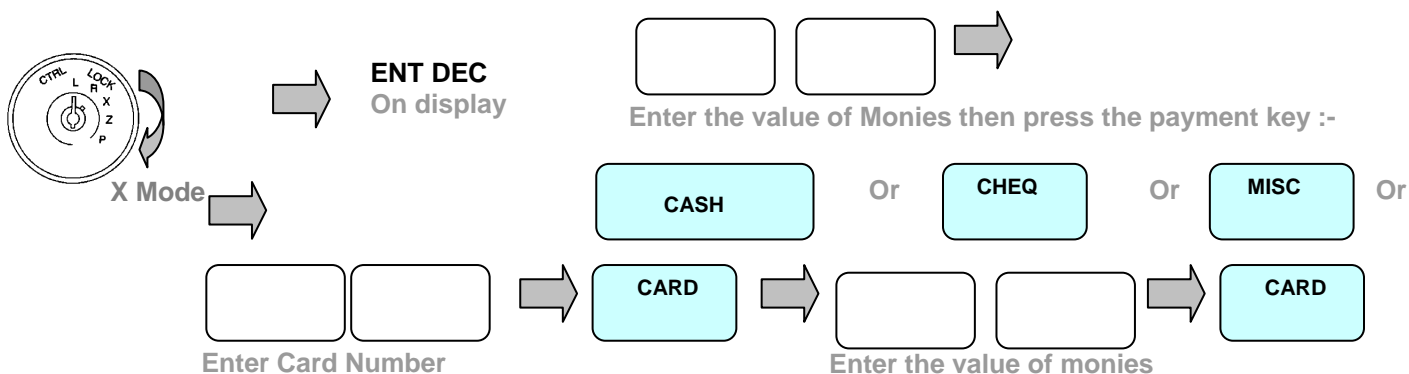 CTRL
LOCK
L
R
X
Z
P
X Mode
ENT DEC
On display
Enter the value of Monies then press the payment key :-
CASH
Or
CHEQ
Or
MISC
Or
Enter Card Number
CARD
Enter the value of monies
CARD